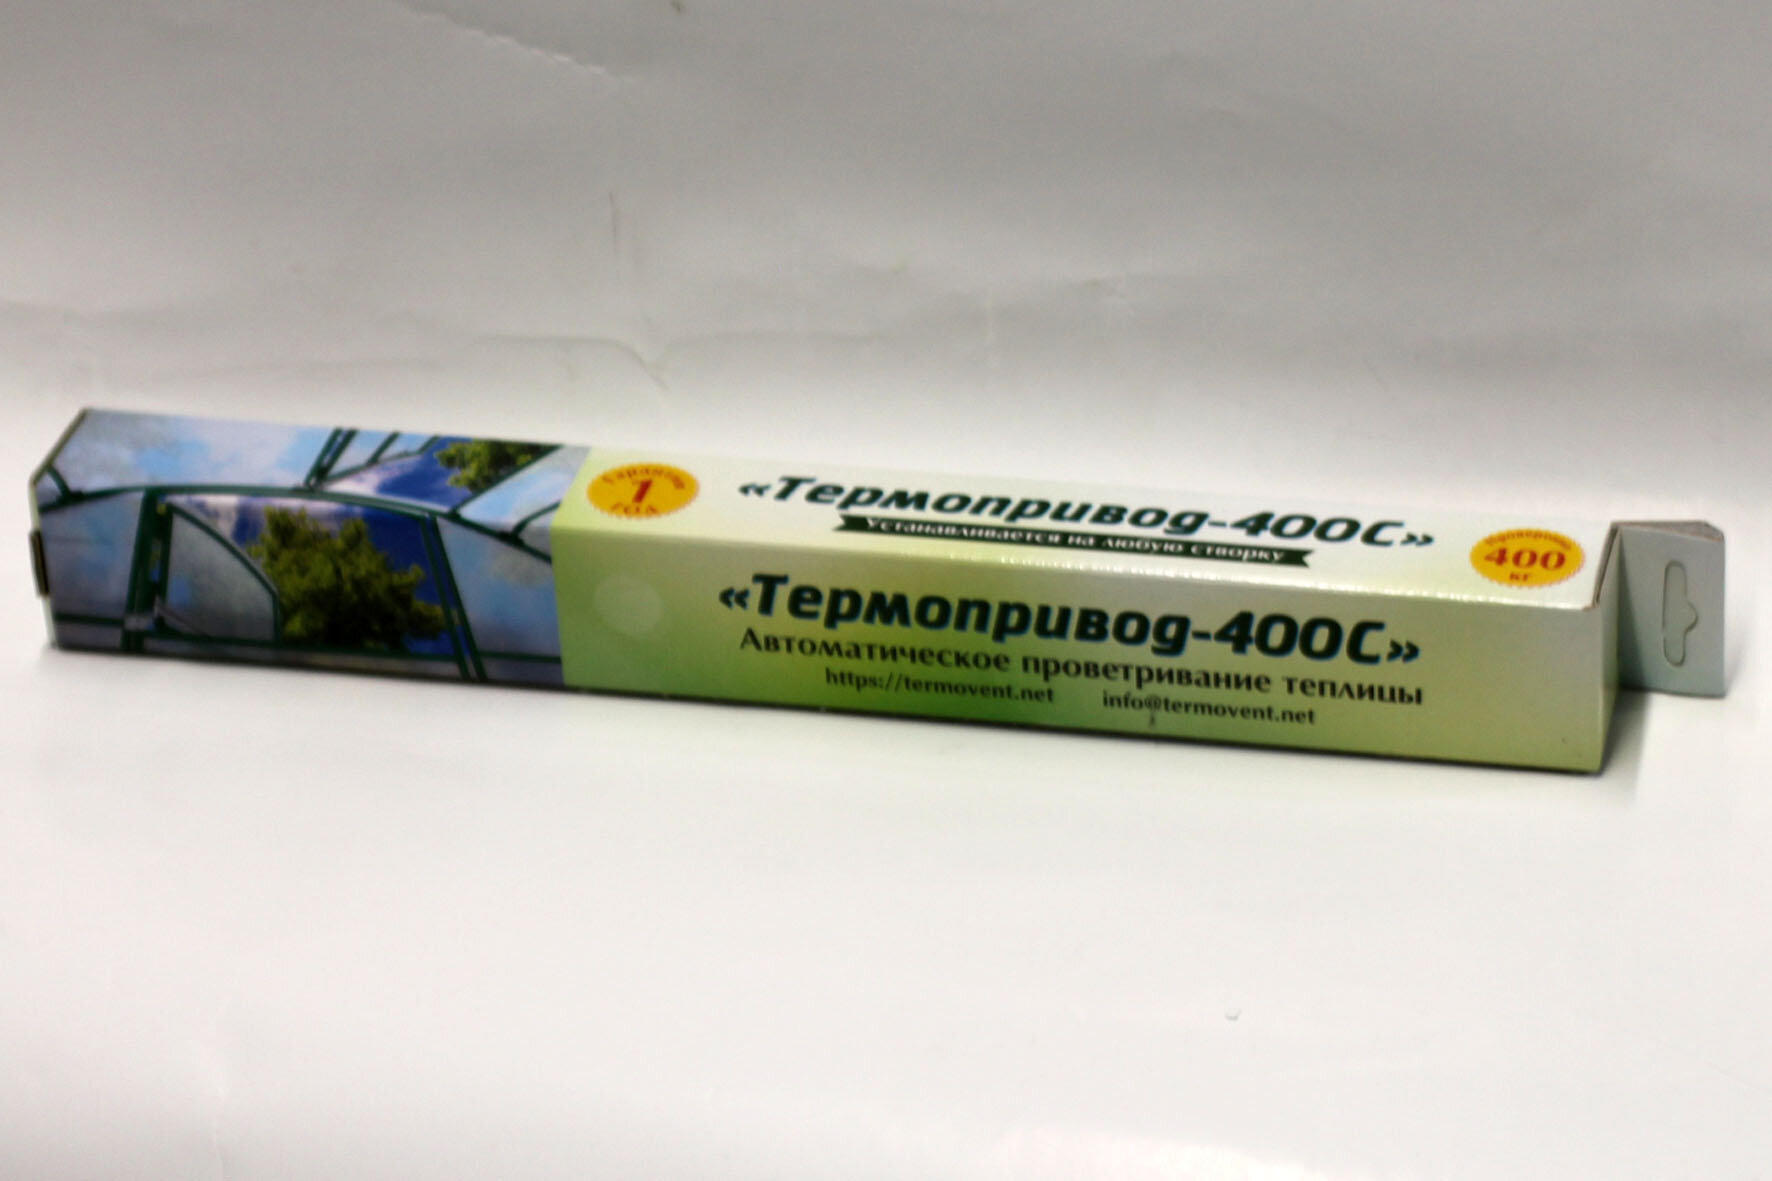 Гарантия
1
год
«Термопривод-400С»
Устанавливается на любую створку
Проверены
400
кг
«Термопривод-400С»
Автоматическое проветривание теплицы
https://termovent.net info@termovent.net